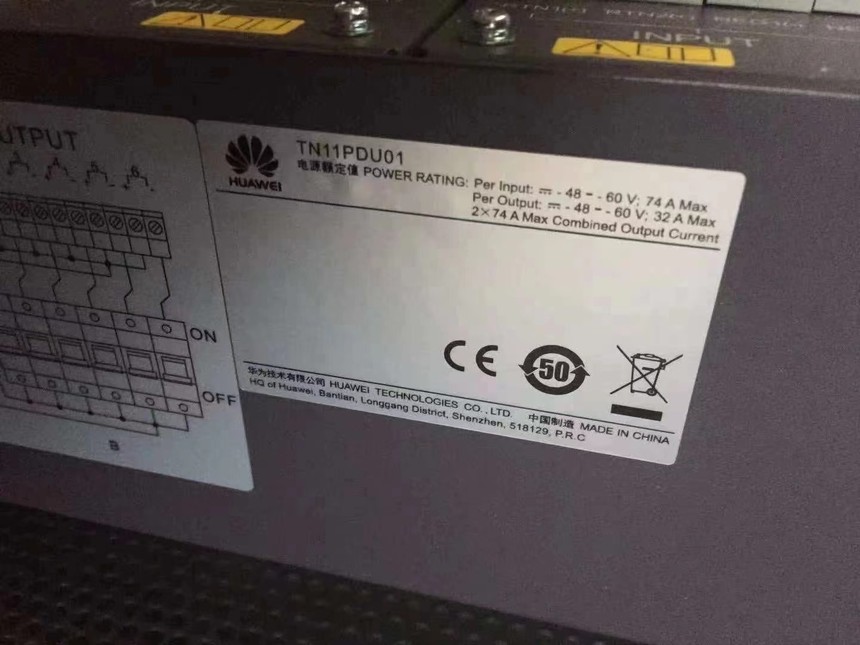 INPUT
OUTPUT
5
6
ON
OFF
B
HUAWEI
TN11PDU01
电源额定值 POWER RATING: Per Input: ⎓ - 48 - - 60 V; 74 A Max
Per Output: ⎓ - 48 - - 60 V; 32 A Max
2×74 A Max Combined Output Current
CE
50
华为技术有限公司 HUAWEI TECHNOLOGIES CO., LTD. 中国制造 MADE IN CHINA
HQ of Huawei, Bantian, Longgang District, Shenzhen, 518129, P.R.C